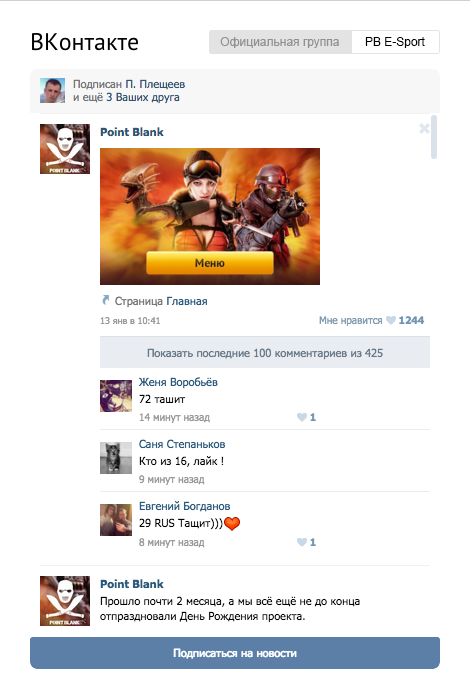 ВКонтакте
Официальная группа
PB E-Sport
Подписан П. Плещеев
и ещё 3 Ваших друга
POINT BLANK
Point Blank
Меню
Страница Главная
13 янв в 10:41
Мне нравится 1244
Показать последние 100 комментариев из 425
Женя Воробьёв
72 ташит
14 минут назад 1
Саня Степаньков
Кто из 16, лайк !
9 минут назад
Евгений Богданов
29 RUS Тащит)))
8 минут назад 1
POINT BLANK
Point Blank
Прошло почти 2 месяца, а мы всё ещё не до конца
отпраздновали День Рождения проекта.
Подписаться на новости